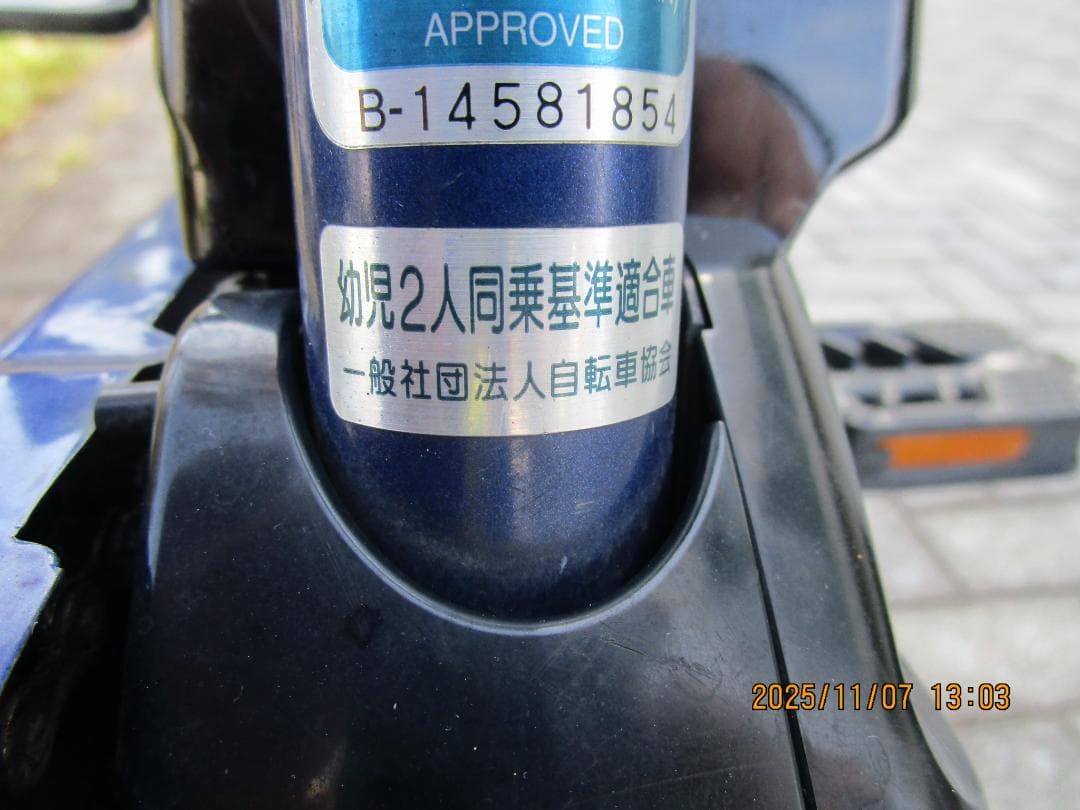 APPROVED
B-14581854
幼児2人同乗基準適合車
一般社団法人自転車協会
2025/11/07 13:03